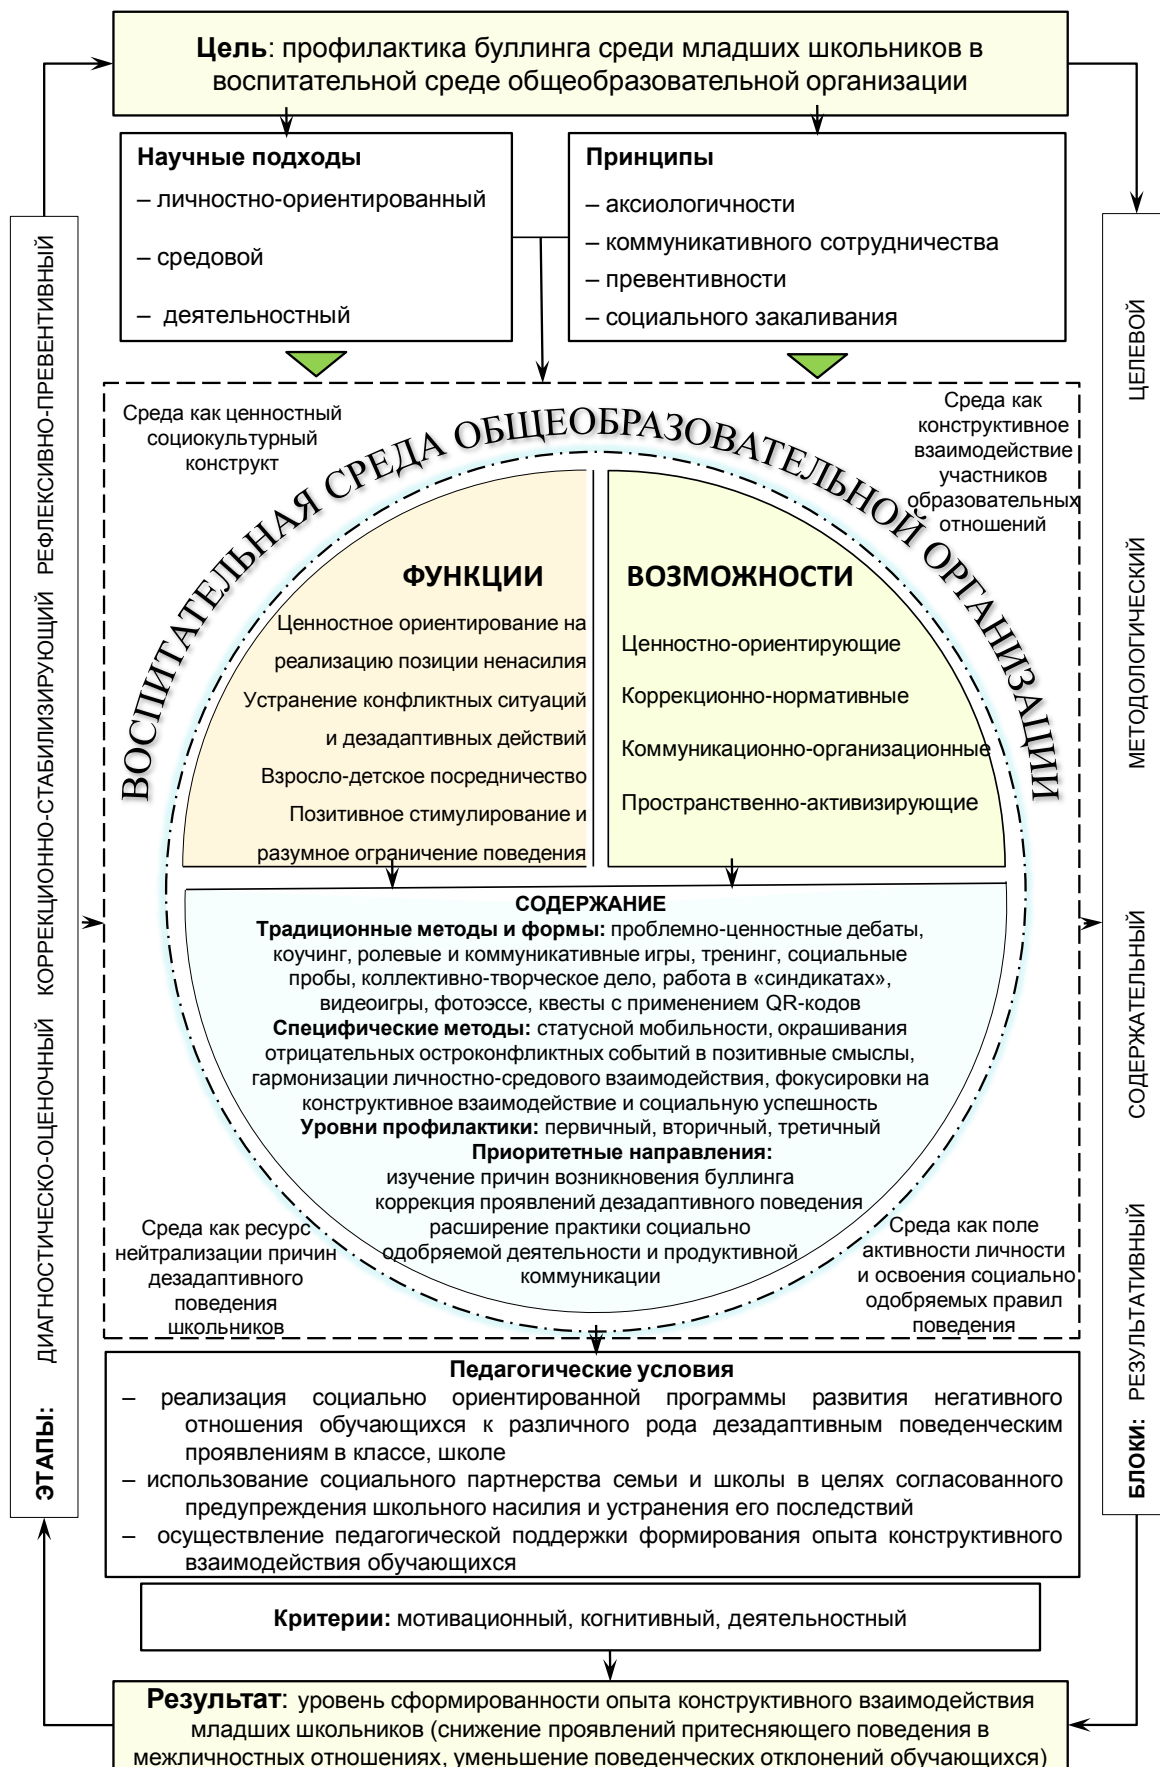 Цель: профилактика буллинга среди младших школьников в
воспитательной среде общеобразовательной организации
Научные подходы
– личностно-ориентированный
– средовой
– деятельностный
Принципы
– аксиологичности
– коммуникативного сотрудничества
– превентивности
– социального закаливания
ЭТАПЫ: ДИАГНОСТИЧЕСКО-ОЦЕНОЧНЫЙ КОРРЕКЦИОННО-СТАБИЛИЗИРУЮЩИЙ РЕФЛЕКСИВНО-ПРЕВЕНТИВНЫЙ
БЛОКИ: РЕЗУЛЬТАТИВНЫЙ СОДЕРЖАТЕЛЬНЫЙ МЕТОДОЛОГИЧЕСКИЙ ЦЕЛЕВОЙ
Среда как ценностный
социокультурный
конструкт
Среда как
конструктивное
взаимодействие
участников
образовательных
отношений
ВОСПИТАТЕЛЬНАЯ СРЕДА ОБЩЕОБРАЗОВАТЕЛЬНОЙ ОРГАНИЗАЦИИ
ФУНКЦИИ
Ценностное ориентирование на
реализацию позиции ненасилия
Устранение конфликтных ситуаций
и дезадаптивных действий
Взросло-детское посредничество
Позитивное стимулирование и
разумное ограничение поведения
ВОЗМОЖНОСТИ
Ценностно-ориентирующие
Коррекционно-нормативные
Коммуникационно-организационные
Пространственно-активизирующие
СОДЕРЖАНИЕ
Традиционные методы и формы: проблемно-ценностные дебаты,
коучинг, ролевые и коммуникативные игры, тренинг, социальные
пробы, коллективно-творческое дело, работа в «синдикатах»,
видеоигры, фотоэссе, квесты с применением QR-кодов
Специфические методы: статусной мобильности, окрашивания
отрицательных остроконфликтных событий в позитивные смыслы,
гармонизации личностно-средового взаимодействия, фокусировки на
конструктивное взаимодействие и социальную успешность
Уровни профилактики: первичный, вторичный, третичный
Приоритетные направления:
изучение причин возникновения буллинга
коррекция проявлений дезадаптивного поведения
расширение практики социально
одобряемой деятельности и продуктивной
коммуникации
Среда как ресурс
нейтрализации причин
дезадаптивного
поведения
школьников
Среда как поле
активности личности
и освоения социально
одобряемых правил
поведения
Педагогические условия
– реализация социально ориентированной программы развития негативного
отношения обучающихся к различного рода дезадаптивным поведенческим
проявлениям в классе, школе
– использование социального партнерства семьи и школы в целях согласованного
предупреждения школьного насилия и устранения его последствий
– осуществление педагогической поддержки формирования опыта конструктивного
взаимодействия обучающихся
Критерии: мотивационный, когнитивный, деятельностный
Результат: уровень сформированности опыта конструктивного взаимодействия
младших школьников (снижение проявлений притесняющего поведения в
межличностных отношениях, уменьшение поведенческих отклонений обучающихся)